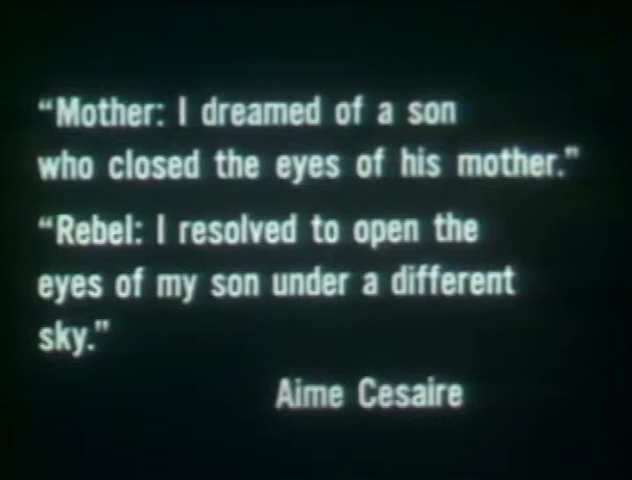 “Mother: I dreamed of a son
who closed the eyes of his mother.”
“Rebel: I resolved to open the
eyes of my son under a different
sky.”
Aime Cesaire